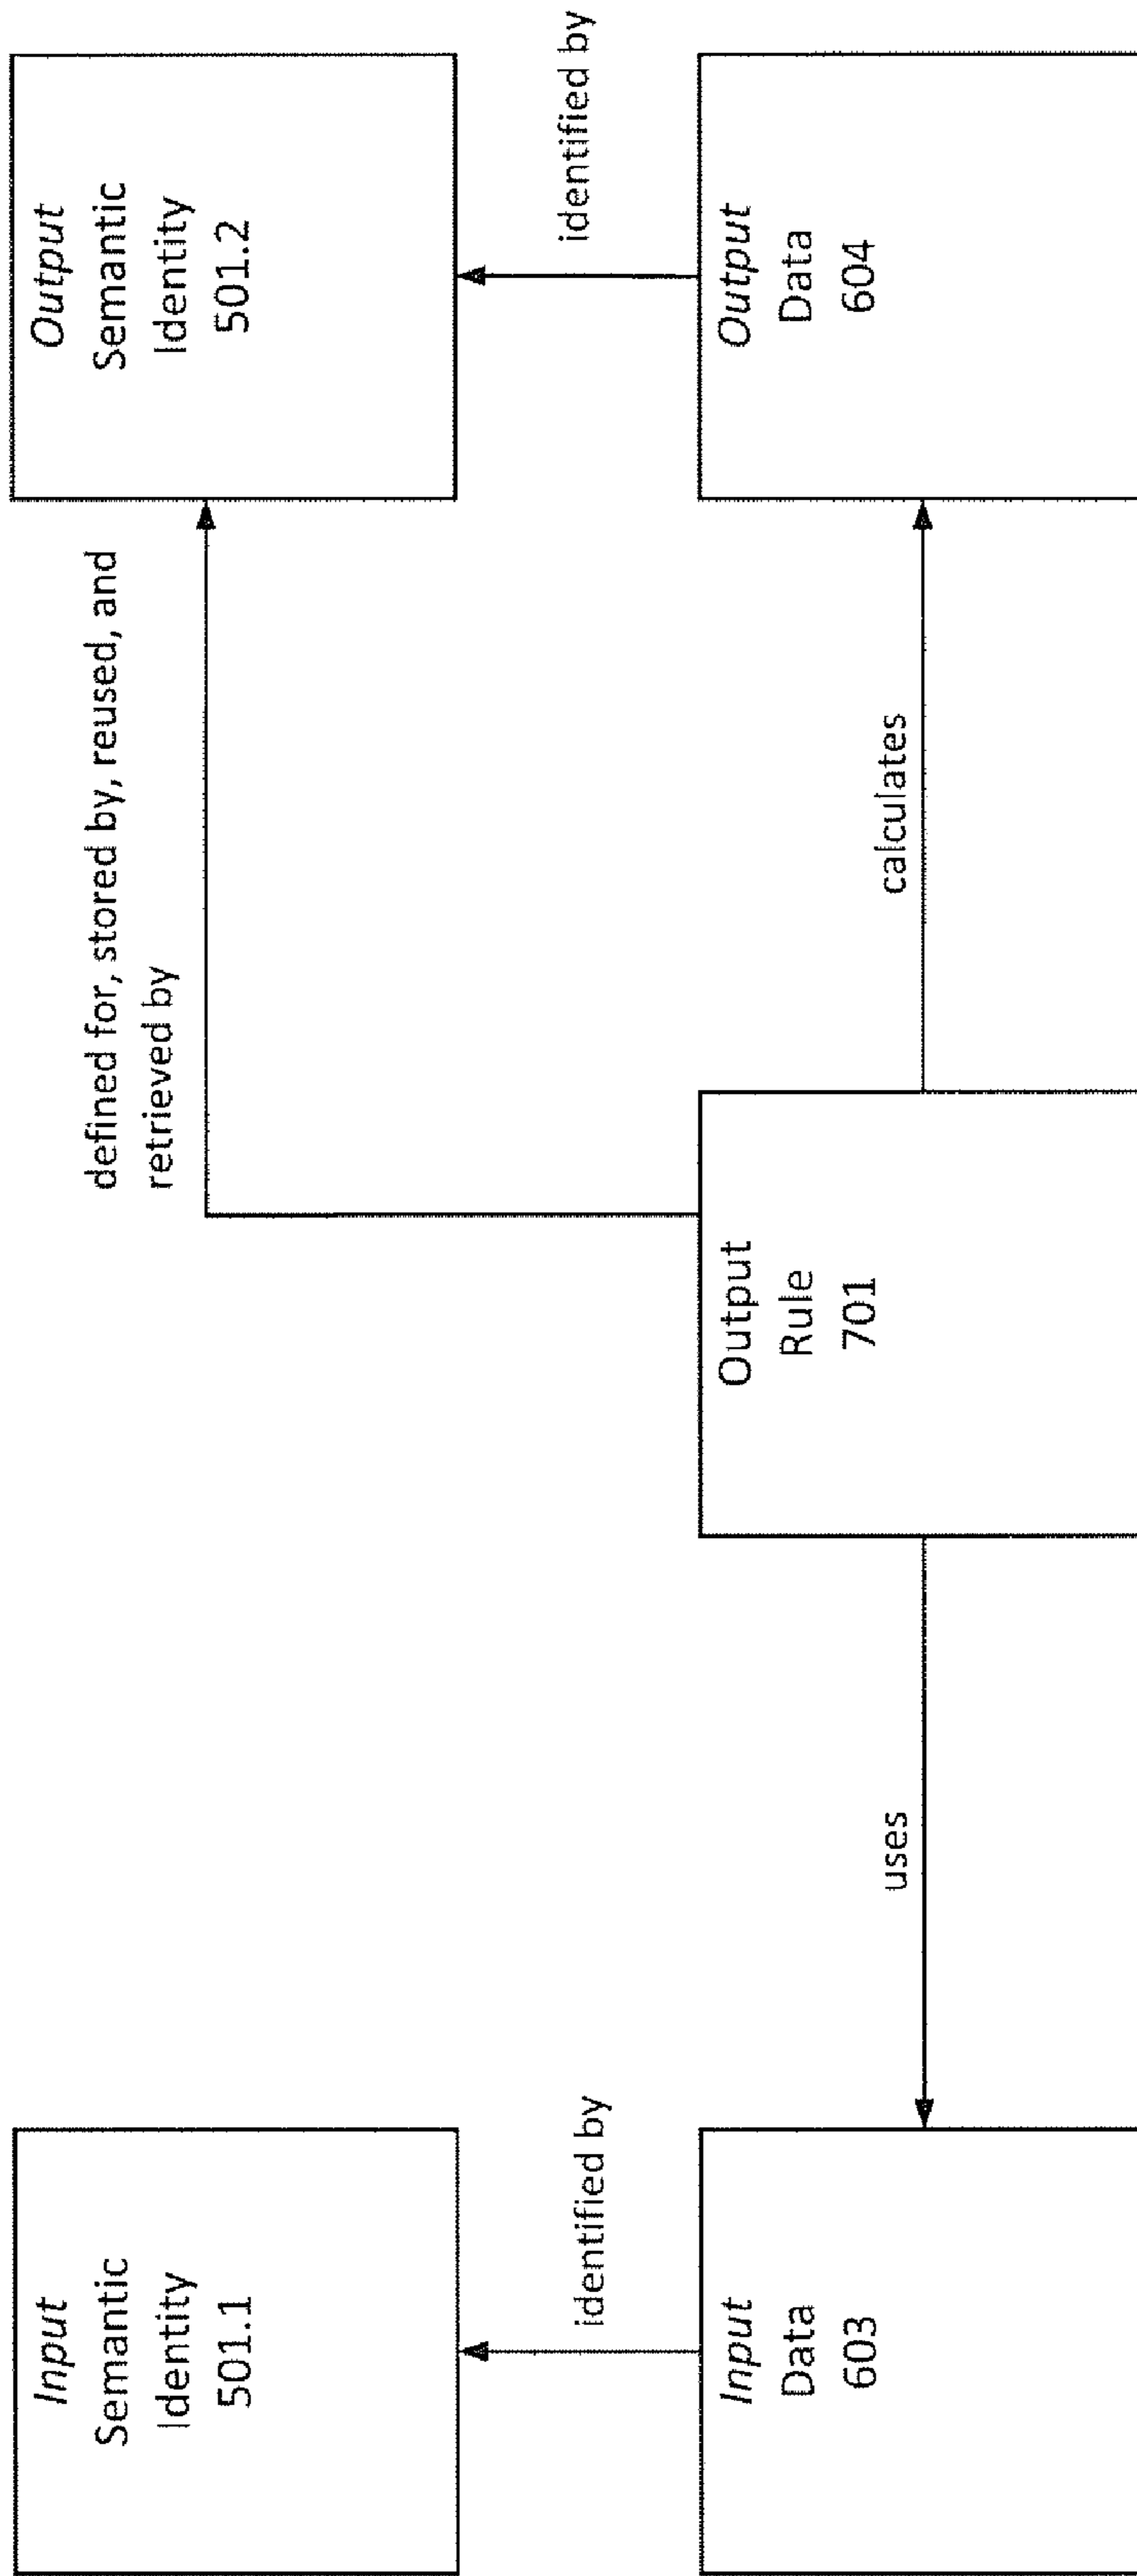 Input
Semantic
Identity
501.1
defined for, stored by, reused, and
retrieved by
Output
Semantic
Identity
501.2
identified by
identified by
Input
Data
603
uses
Output
Rule
701
calculates
Output
Data
604